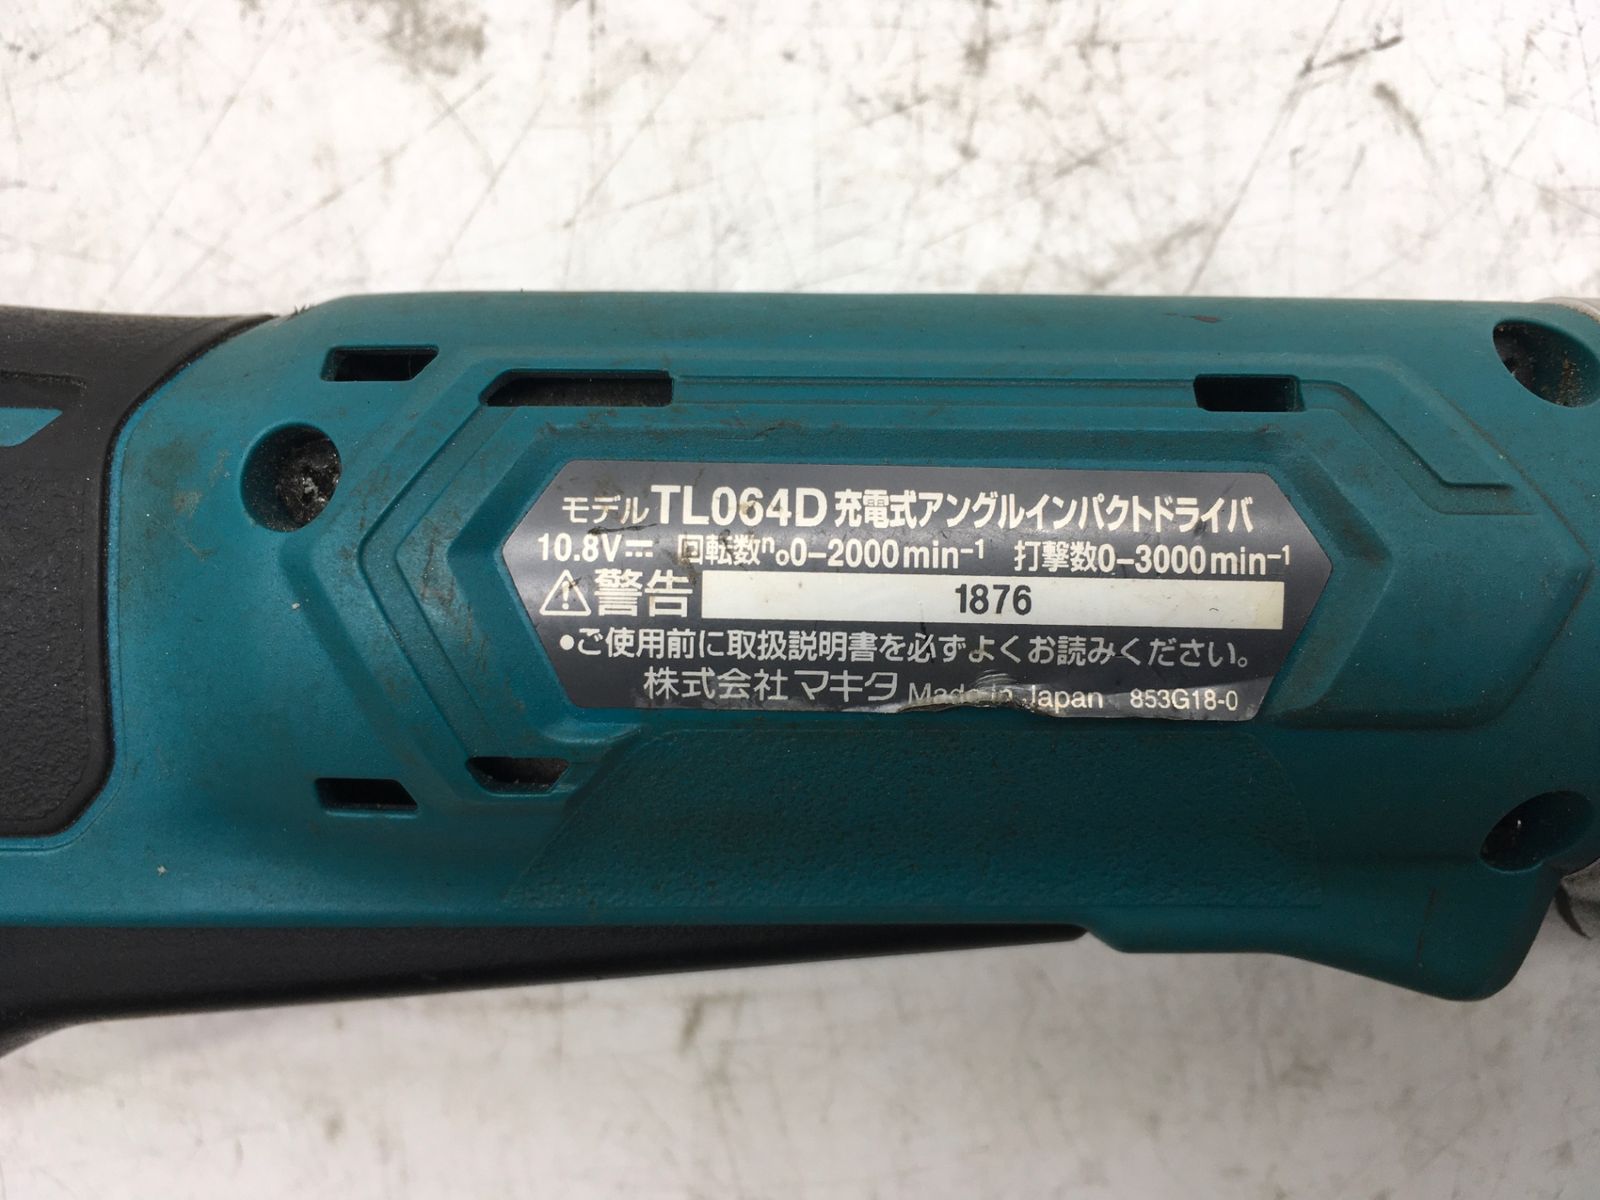 モデル TL064D 充電式アングルインパクトドライバ
10.8V⎓ 回転数n₀0-2000min⁻¹ 打撃数0-3000min⁻¹
⚠警告 1876
•ご使用前に取扱説明書を必ずよくお読みください。
株式会社マキタ Made in Japan 853G18-0